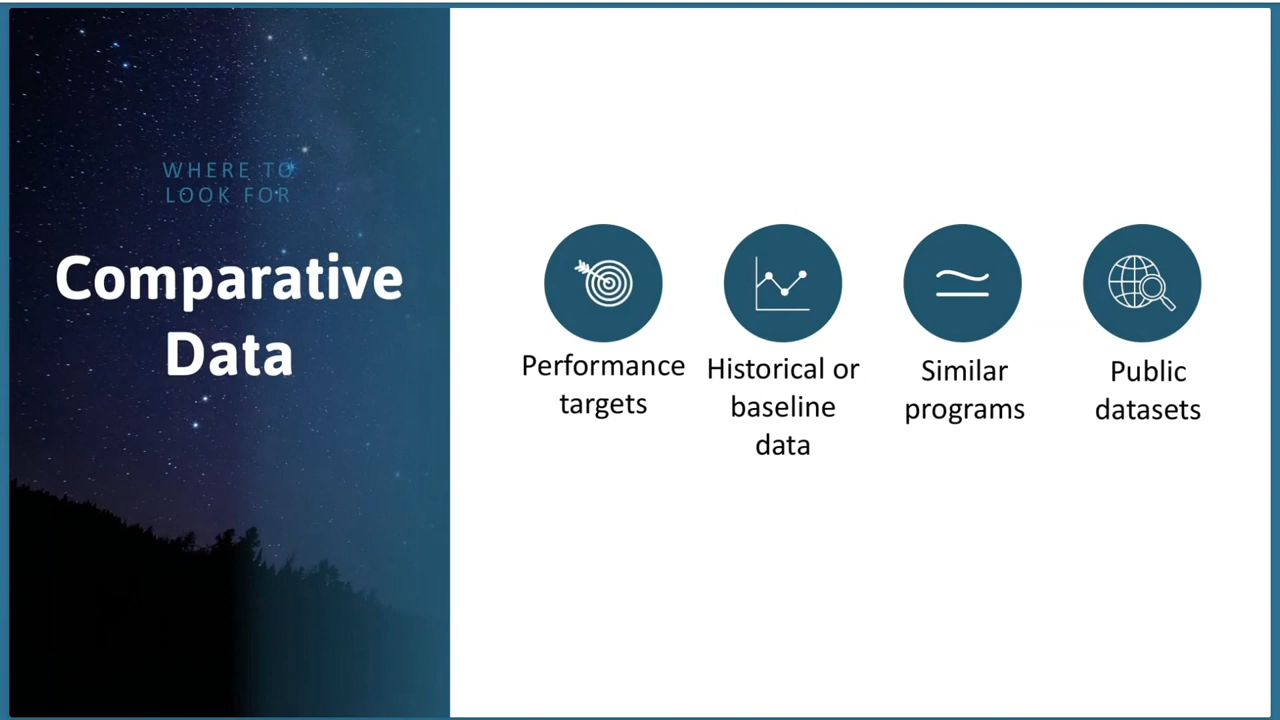 WHERE TO
LOOK FOR
Comparative
Data
Performance
targets
Historical or
baseline
data
Similar
programs
Public
datasets